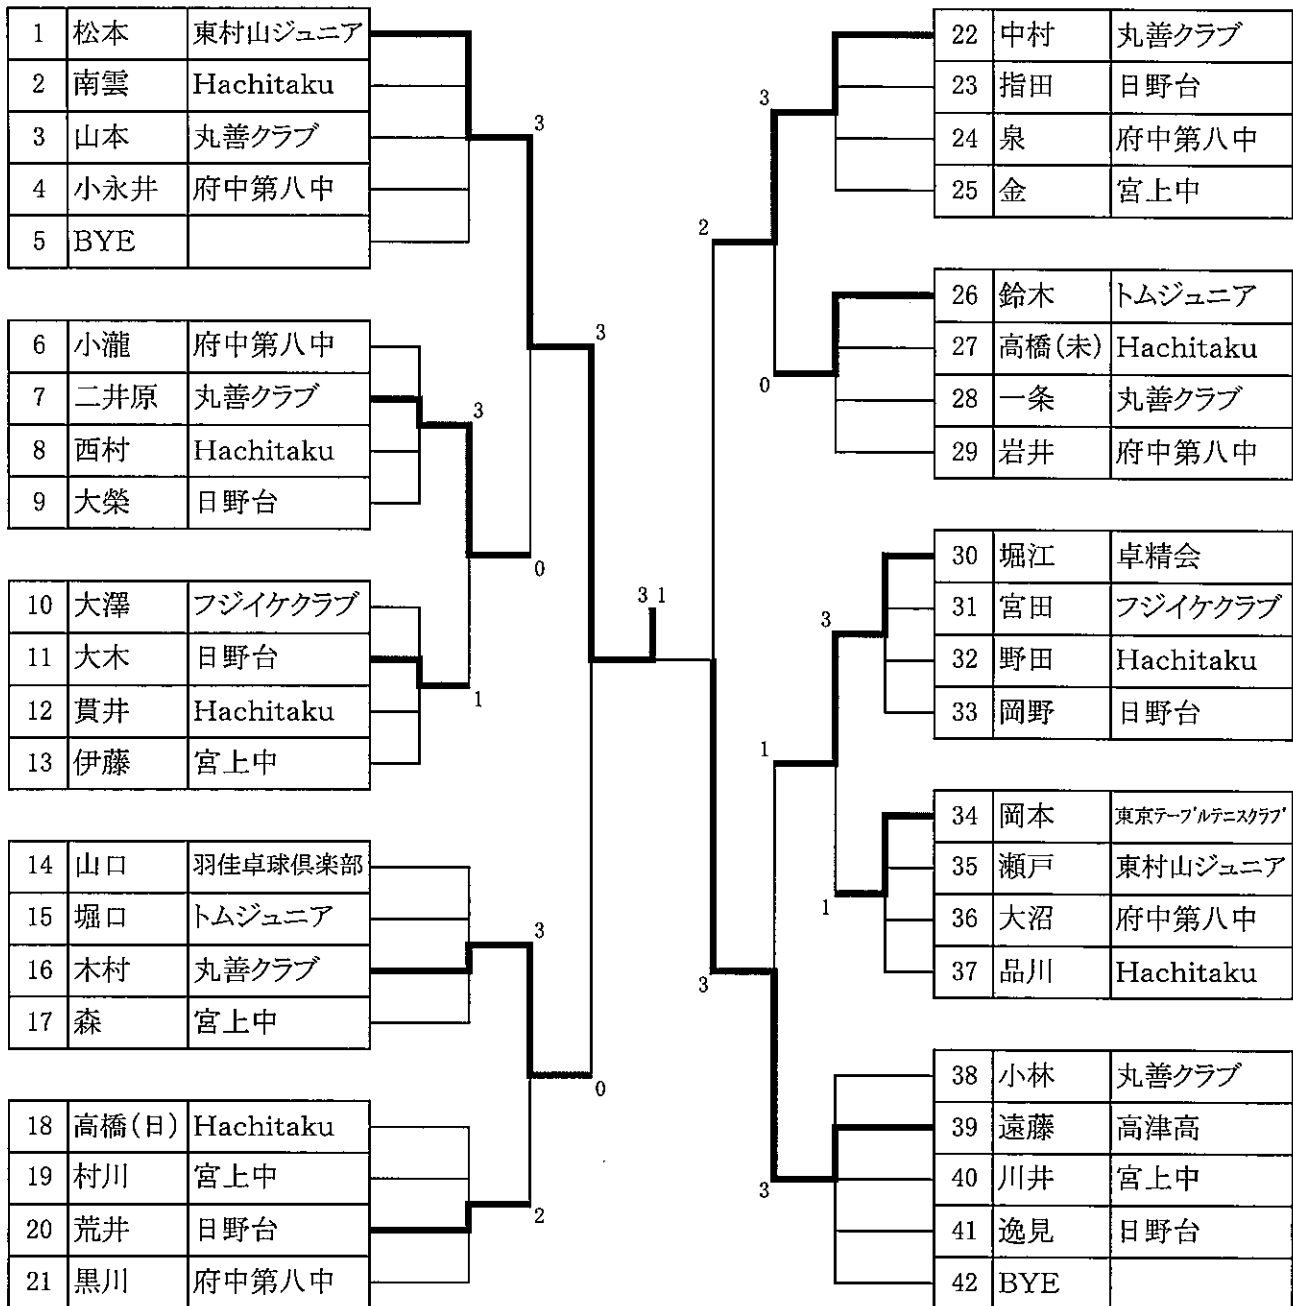 1 松本 東村山ジュニア
2 南雲 Hachitaku
3 山本 丸善クラブ
4 小永井 府中第八中
5 BYE
6 小瀧 府中第八中
7 二井原 丸善クラブ
8 西村 Hachitaku
9 大榮 日野台
10 大澤 フジイケクラブ
11 大木 日野台
12 貫井 Hachitaku
13 伊藤 宮上中
14 山口 羽佳卓球倶楽部
15 堀口 トムジュニア
16 木村 丸善クラブ
17 森 宮上中
18 高橋(日) Hachitaku
19 村川 宮上中
20 荒井 日野台
21 黒川 府中第八中
3
3
3
0
1
3
0
2
3 1
3
2
0
3
1
1
3
3
22 中村 丸善クラブ
23 指田 日野台
24 泉 府中第八中
25 金 宮上中
26 鈴木 トムジュニア
27 高橋(未) Hachitaku
28 一条 丸善クラブ
29 岩井 府中第八中
30 堀江 卓精会
31 宮田 フジイケクラブ
32 野田 Hachitaku
33 岡野 日野台
34 岡本 東京テーブルテニスクラブ
35 瀬戸 東村山ジュニア
36 大沼 府中第八中
37 品川 Hachitaku
38 小林 丸善クラブ
39 遠藤 高津高
40 川井 宮上中
41 逸見 日野台
42 BYE